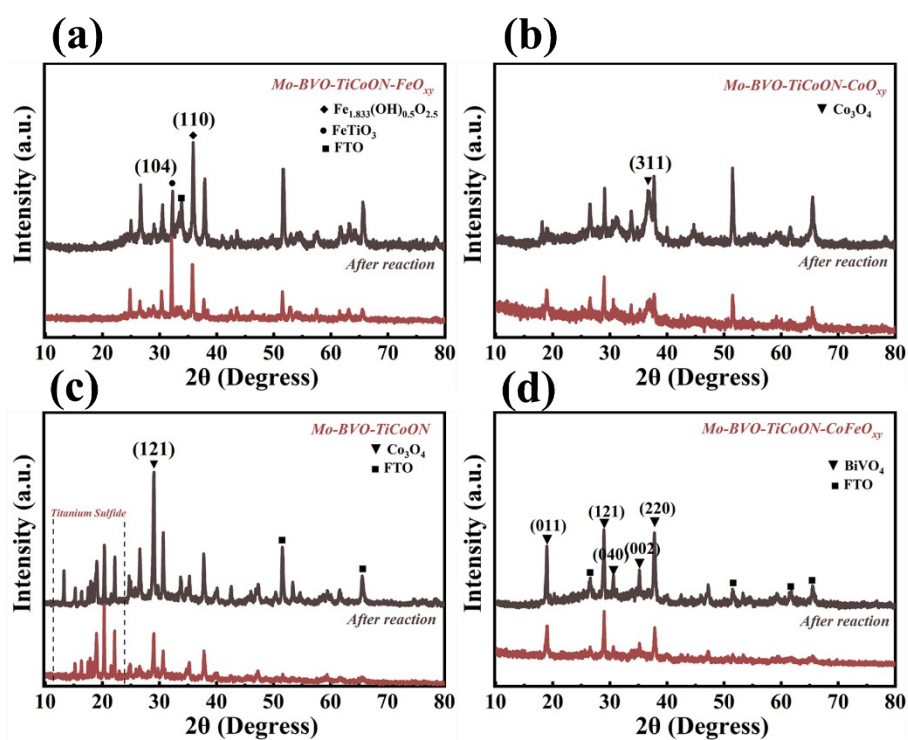 (a)
Mo-BVO-TiCoON-FeOxy
◆ Fe1.833(OH)0.5O2.5
● FeTiO3
■ FTO
(110)
(104)
After reaction
Intensity (a.u.)
10 20 30 40 50 60 70 80
2θ (Degress)
(b)
Mo-BVO-TiCoON-CoOxy
▼ Co3O4
(311)
After reaction
Intensity (a.u.)
10 20 30 40 50 60 70 80
2θ (Degress)
(c)
Mo-BVO-TiCoON
▼ Co3O4
■ FTO
(121)
Titanium Sulfide
After reaction
Intensity (a.u.)
10 20 30 40 50 60 70 80
2θ (Degress)
(d)
Mo-BVO-TiCoON-CoFeOxy
▼ BiVO4
■ FTO
(011) (121) (040) (002) (220)
After reaction
Intensity (a.u.)
10 20 30 40 50 60 70 80
2θ (Degress)